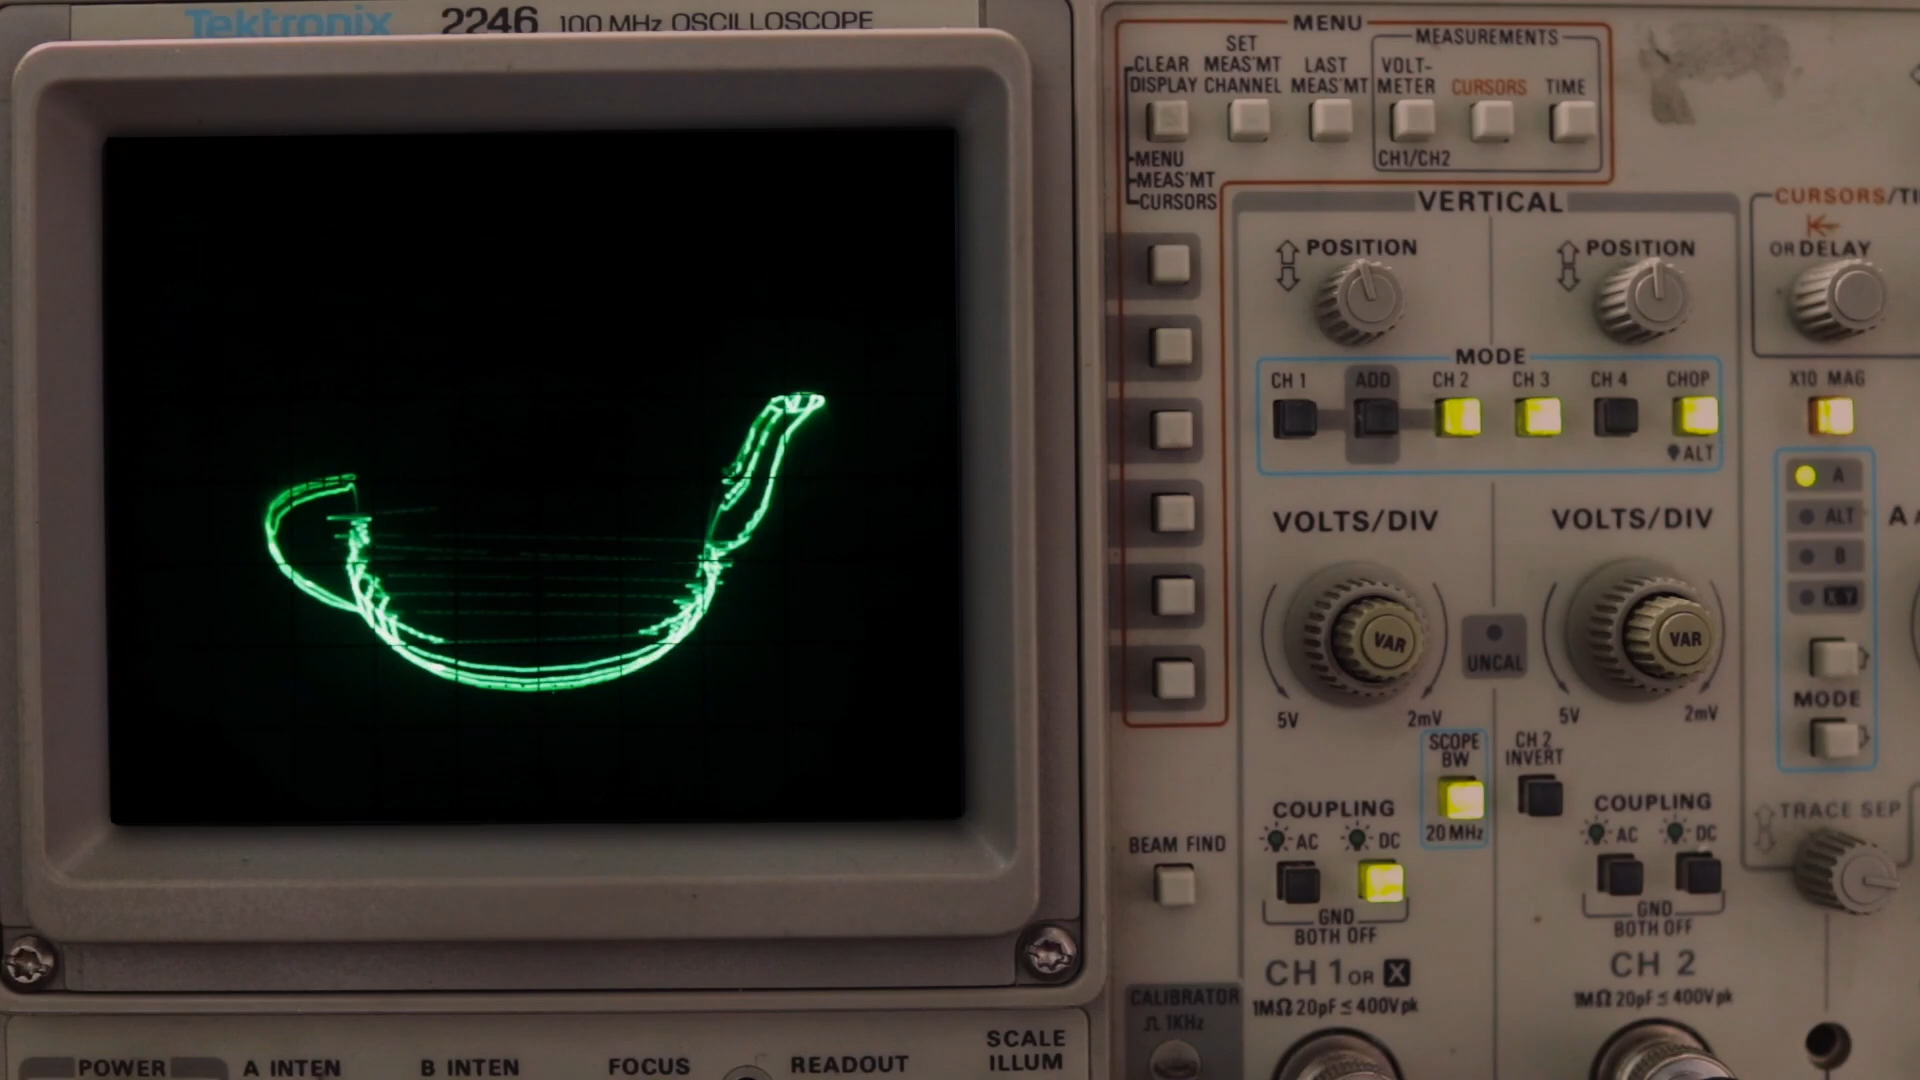 Tektronix 2246 100 MHz OSCILLOSCOPE
MENU
MEASUREMENTS
CLEAR DISPLAY
SET MEAS'MT CHANNEL
LAST MEAS'MT
VOLT-METER
CURSORS
TIME
CH1/CH2
MENU
MEAS'MT
CURSORS
VERTICAL
CURSORS/TI
OR DELAY
POSITION
POSITION
MODE
CH 1
ADD
CH 2
CH 3
CH 4
CHOP
ALT
X10 MAG
A
ALT
B
X Y
A
VOLTS/DIV
VOLTS/DIV
VAR
VAR
UNCAL
5V
2mV
5V
2mV
MODE
SCOPE BW
20 MHz
CH 2 INVERT
COUPLING
AC
DC
GND
BOTH OFF
COUPLING
AC
DC
GND
BOTH OFF
TRACE SEP
BEAM FIND
CH 1 OR X
1MΩ 20pF ≤ 400V pk
CH 2
1MΩ 20pF ≤ 400V pk
CALIBRATOR
1KHz
POWER
A INTEN
B INTEN
FOCUS
READOUT
SCALE ILLUM